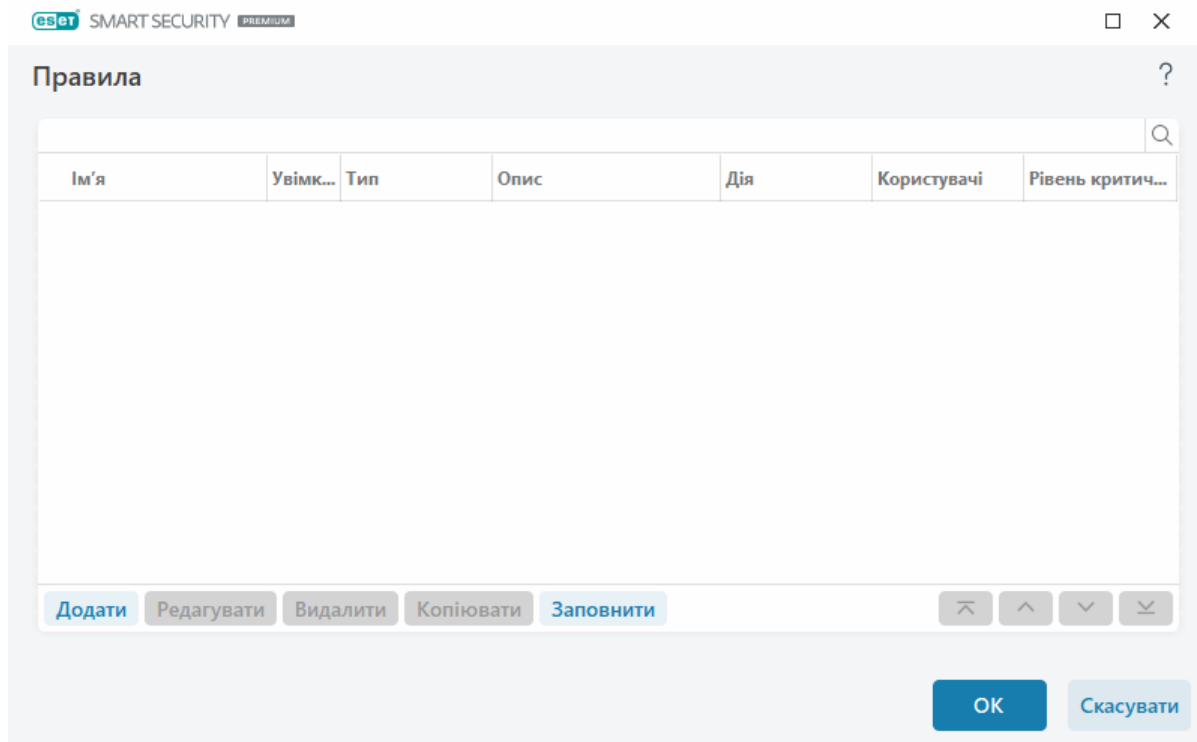 eset SMART SECURITY PREMIUM
Правила
?
Ім'я Увімк... Тип Опис Дія Користувачі Рівень критич...
Додати Редагувати Видалити Копіювати Заповнити
ОК Скасувати